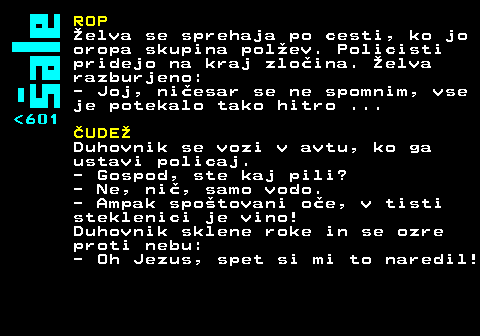 Šale
<601
ROP
Želva se sprehaja po cesti, ko jo
oropa skupina polžev. Policisti
pridejo na kraj zločina. Želva
razburjeno:
- Joj, ničesar se ne spomnim, vse
je potekalo tako hitro ...
ČUDEŽ
Duhovnik se vozi v avtu, ko ga
ustavi policaj.
- Gospod, ste kaj pili?
- Ne, nič, samo vodo.
- Ampak spoštovani oče, v tisti
steklenici je vino!
Duhovnik sklene roke in se ozre
proti nebu:
- Oh Jezus, spet si mi to naredil!